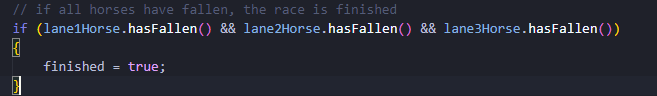 // if all horses have fallen, the race is finished
if (lane1Horse.hasFallen() && lane2Horse.hasFallen() && lane3Horse.hasFallen())
{
    finished = true;
}